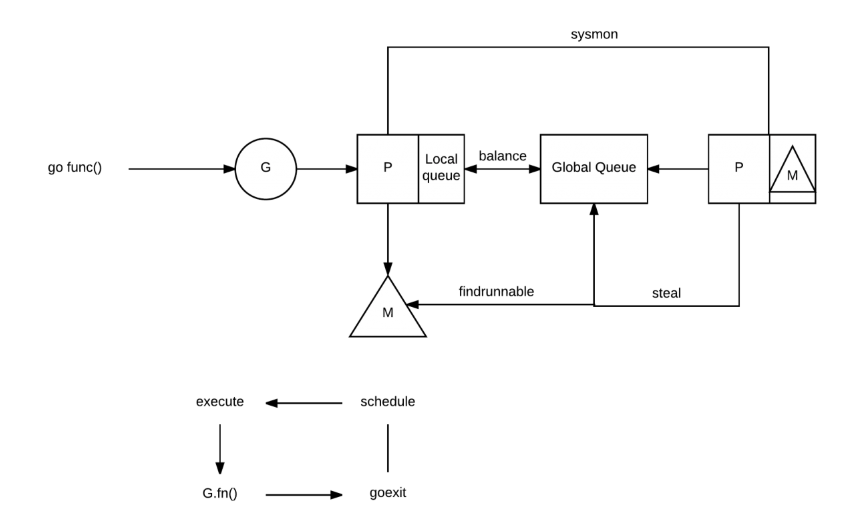 sysmon
go func()
G
P
Local
queue
balance
Global Queue
P
M
findrunnable
steal
M
execute
schedule
G.fn()
goexit